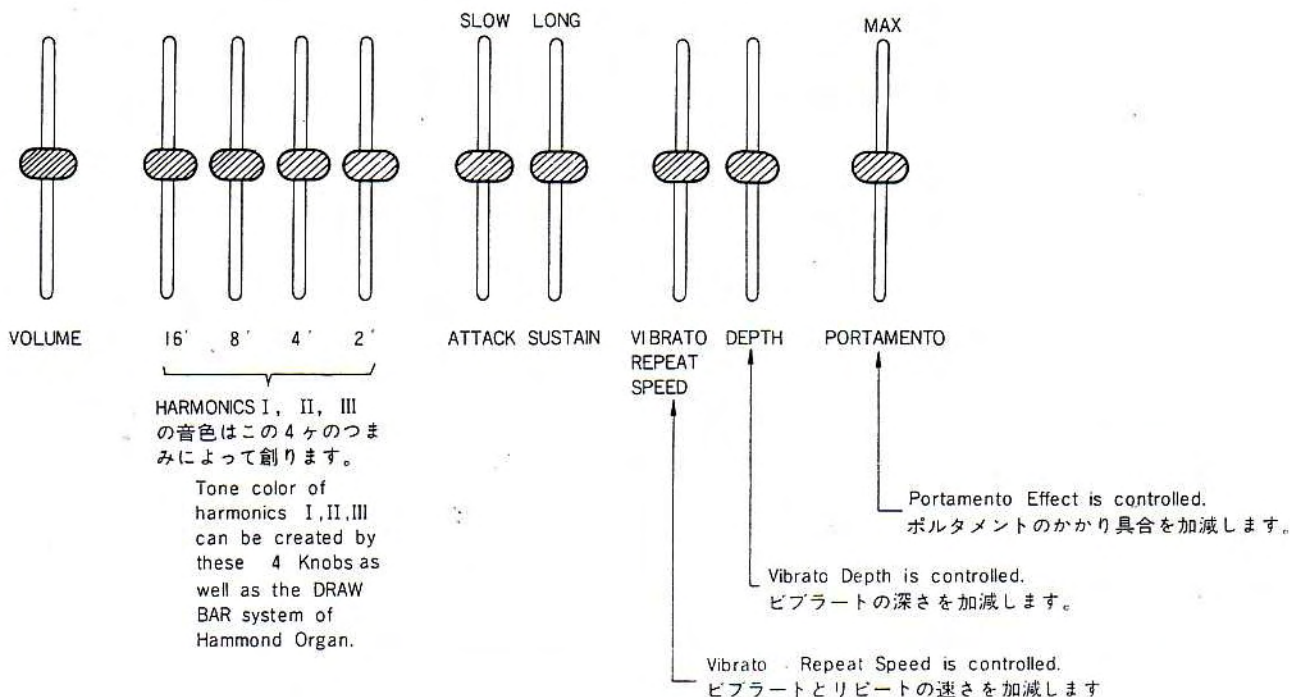 SLOW LONG MAX
VOLUME 16′ 8′ 4′ 2′ ATTACK SUSTAIN VIBRATO DEPTH PORTAMENTO
REPEAT
SPEED
HARMONICS I, II, III
の音色はこの4ヶのつま
みによって創ります。
Tone color of
harmonics I,II,III
can be created by
these 4 Knobs as
well as the DRAW
BAR system of
Hammond Organ.
Portamento Effect is controlled.
ポルタメントのかかり具合を加減します。
Vibrato Depth is controlled.
ビブラートの深さを加減します。
Vibrato Repeat Speed is controlled.
ビブラートとリピートの速さを加減します